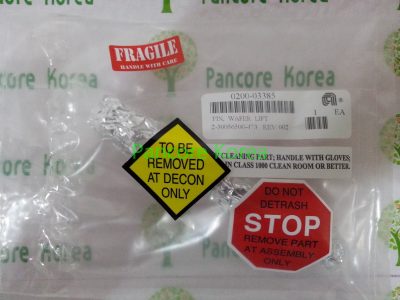 Pancore Korea
Pancore Korea
FRAGILE
HANDLE WITH CARE
0200-03385
PIN, WAFER LIFT
1 EA
REV 002
Pancore Korea
CLEANING PART; HANDLE WITH GLOVES
IN CLASS 1000 CLEAN ROOM OR BETTER.
TO BE
REMOVED
AT DECON
ONLY
DO NOT
DETRASH
STOP
REMOVE PART
AT ASSEMBLY
ONLY